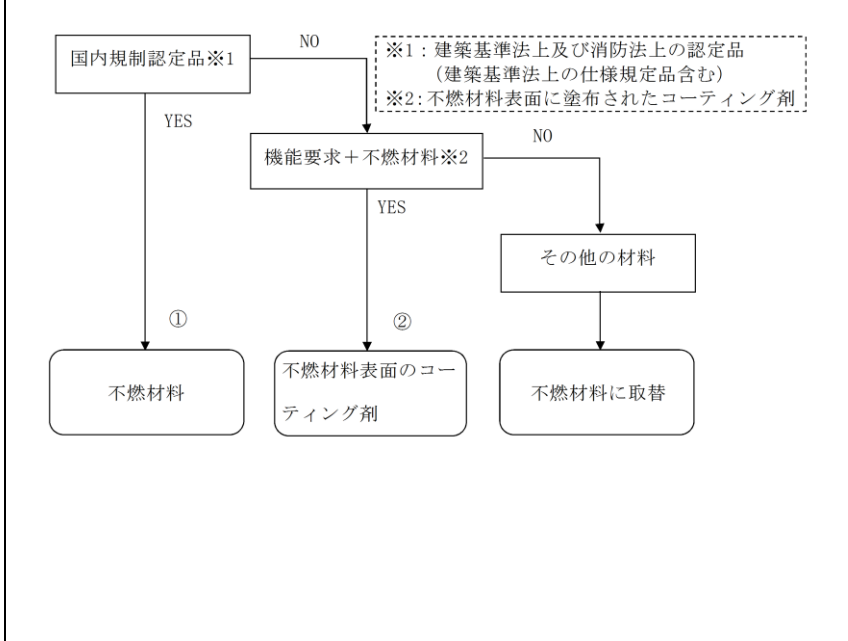 国内規制認定品※1
NO
※1：建築基準法上及び消防法上の認定品
（建築基準法上の仕様規定品含む）
※2：不燃材料表面に塗布されたコーティング剤
YES
機能要求＋不燃材料※2
NO
YES
その他の材料
①
②
不燃材料
不燃材料表面のコー
ティング剤
不燃材料に取替